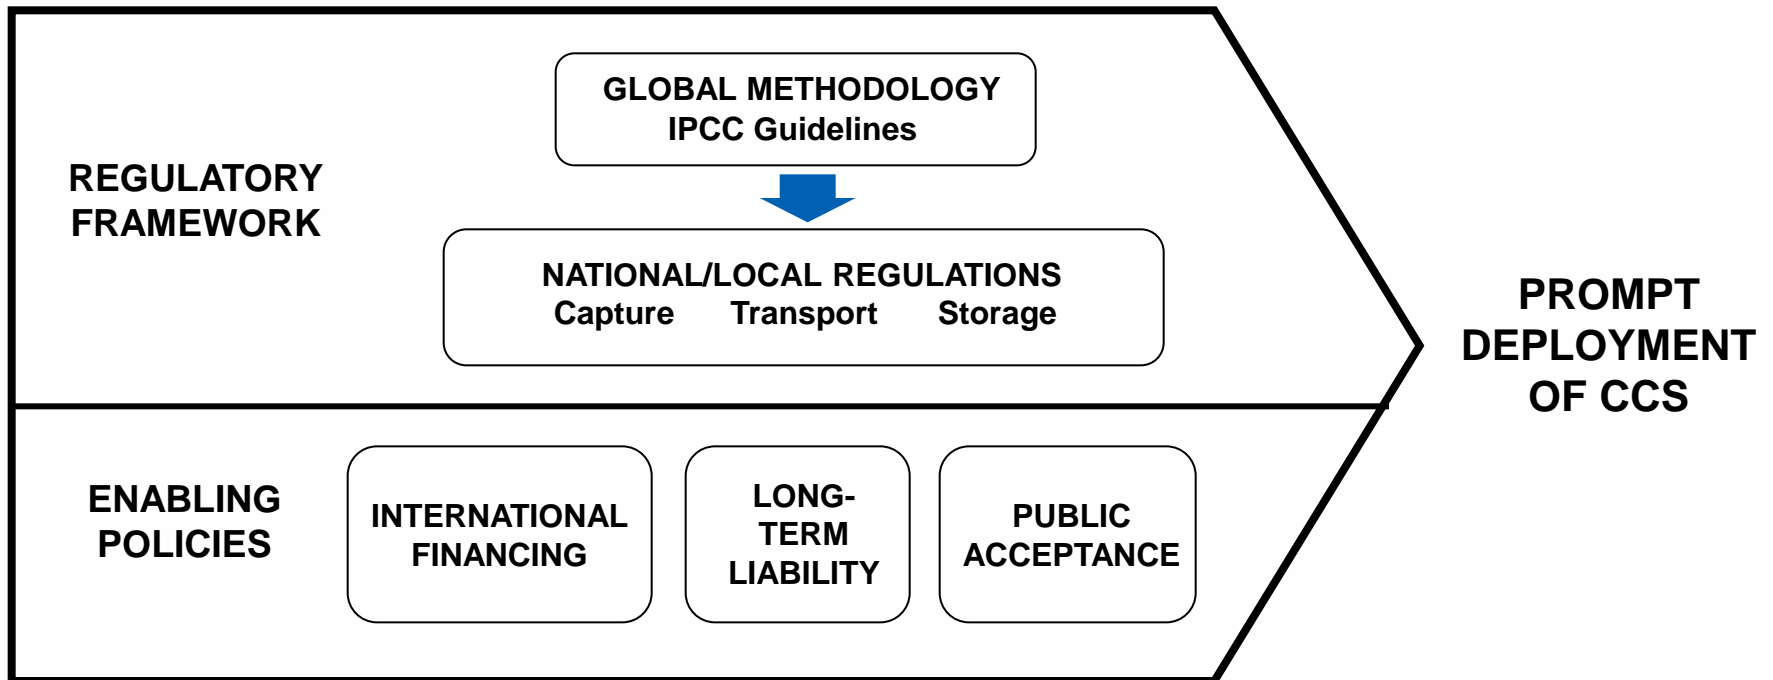 REGULATORY
FRAMEWORK
GLOBAL METHODOLOGY
IPCC Guidelines
NATIONAL/LOCAL REGULATIONS
Capture Transport Storage
ENABLING
POLICIES
INTERNATIONAL
FINANCING
LONG-
TERM
LIABILITY
PUBLIC
ACCEPTANCE
PROMPT
DEPLOYMENT
OF CCS